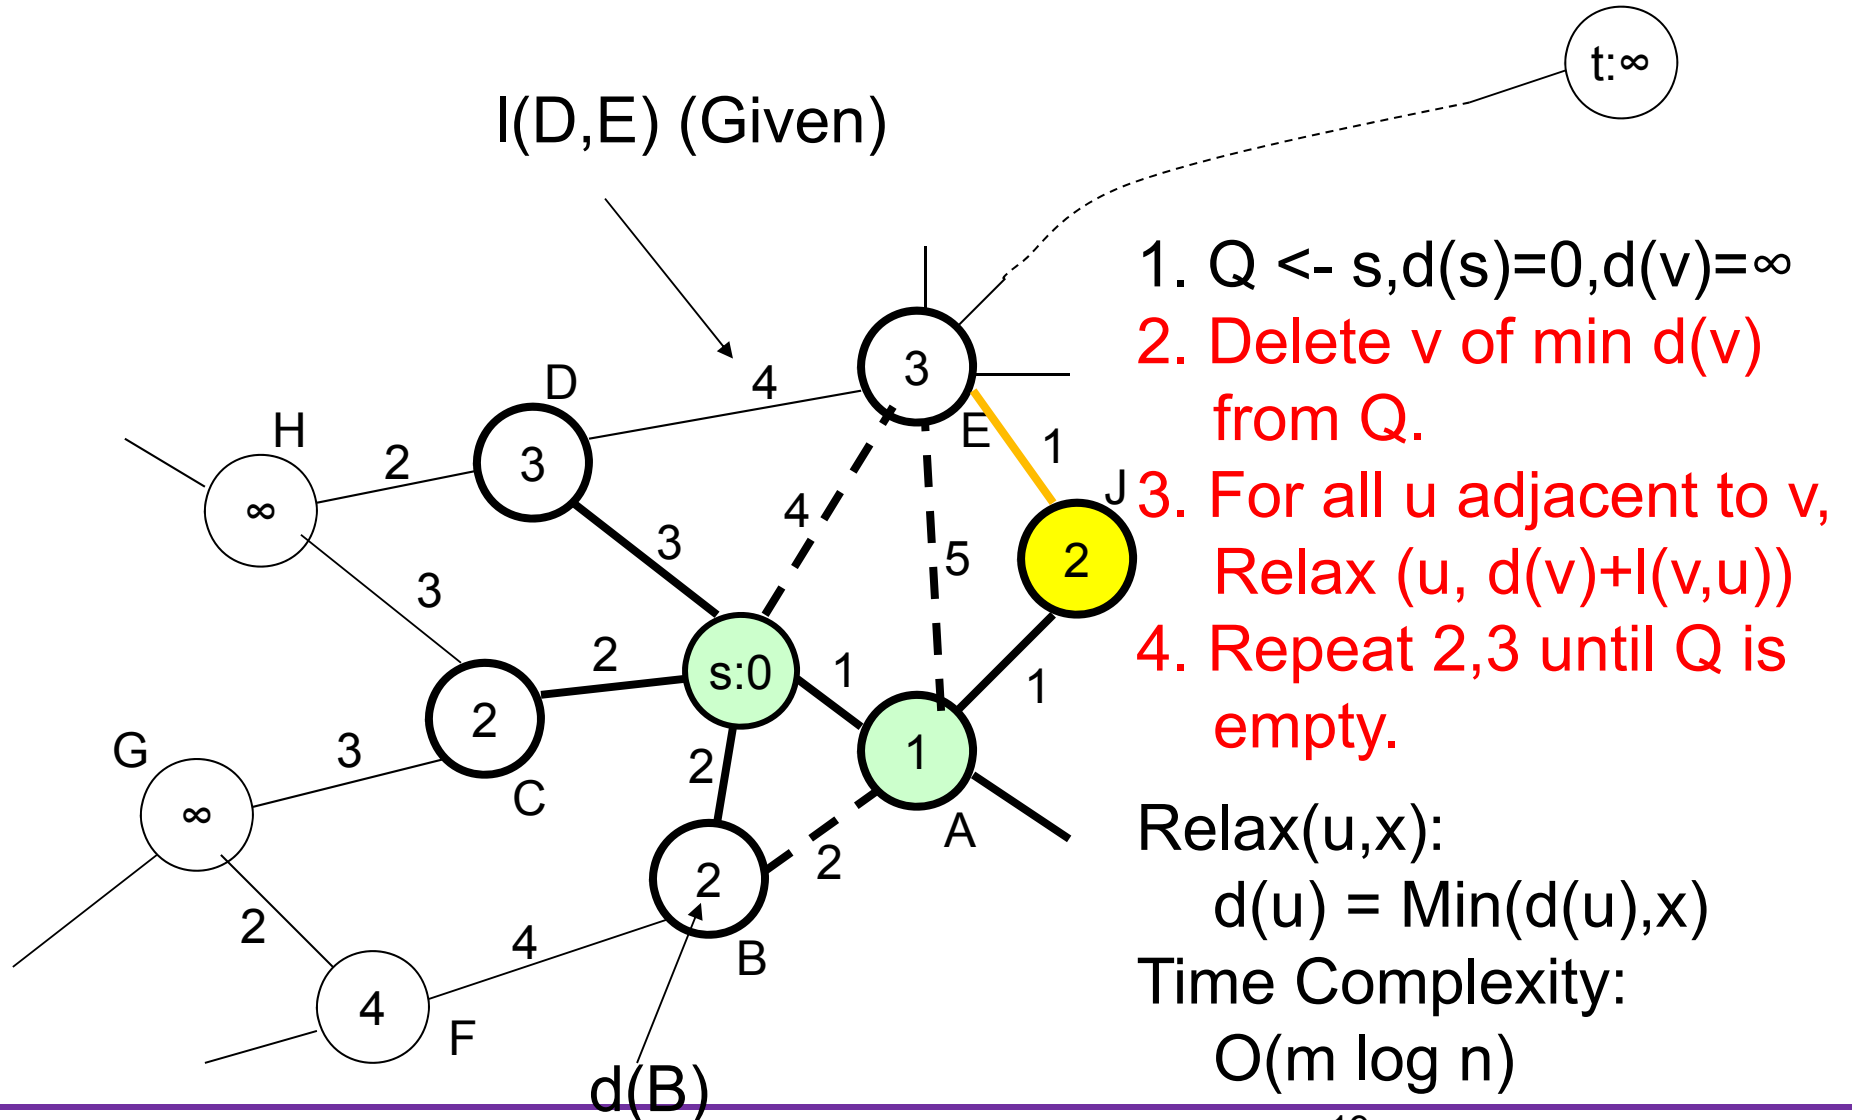 t:∞
l(D,E) (Given)
1. Q <- s,d(s)=0,d(v)=∞
2. Delete v of min d(v)
from Q.
3. For all u adjacent to v,
Relax (u, d(v)+l(v,u))
4. Repeat 2,3 until Q is
empty.
Relax(u,x):
d(u) = Min(d(u),x)
Time Complexity:
O(m log n)
3
E
D
4
3
H
2
∞
1
J
2
4
5
3
3
2
s:0
1
1
2
C
G
3
∞
2
1
A
2
2
B
2
4
4
F
d(B)